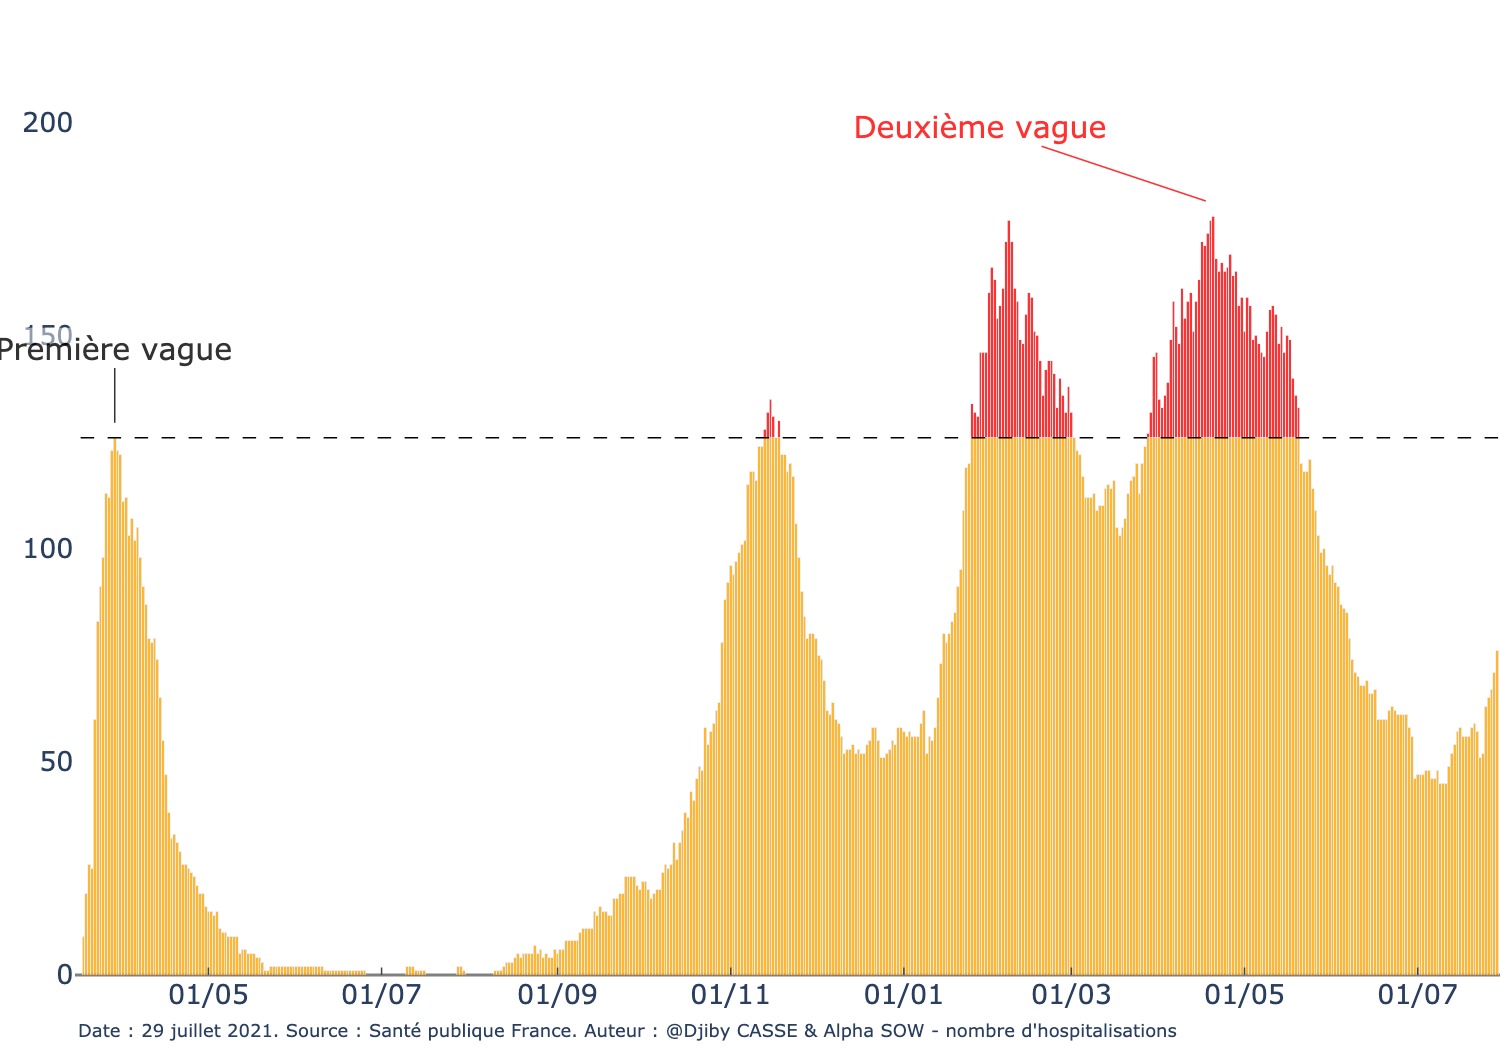 200
Deuxième vague
150
Première vague
100
50
0
01/05 01/07 01/09 01/11 01/01 01/03 01/05 01/07
Date : 29 juillet 2021. Source : Santé publique France. Auteur : @Djiby CASSE & Alpha SOW - nombre d'hospitalisations